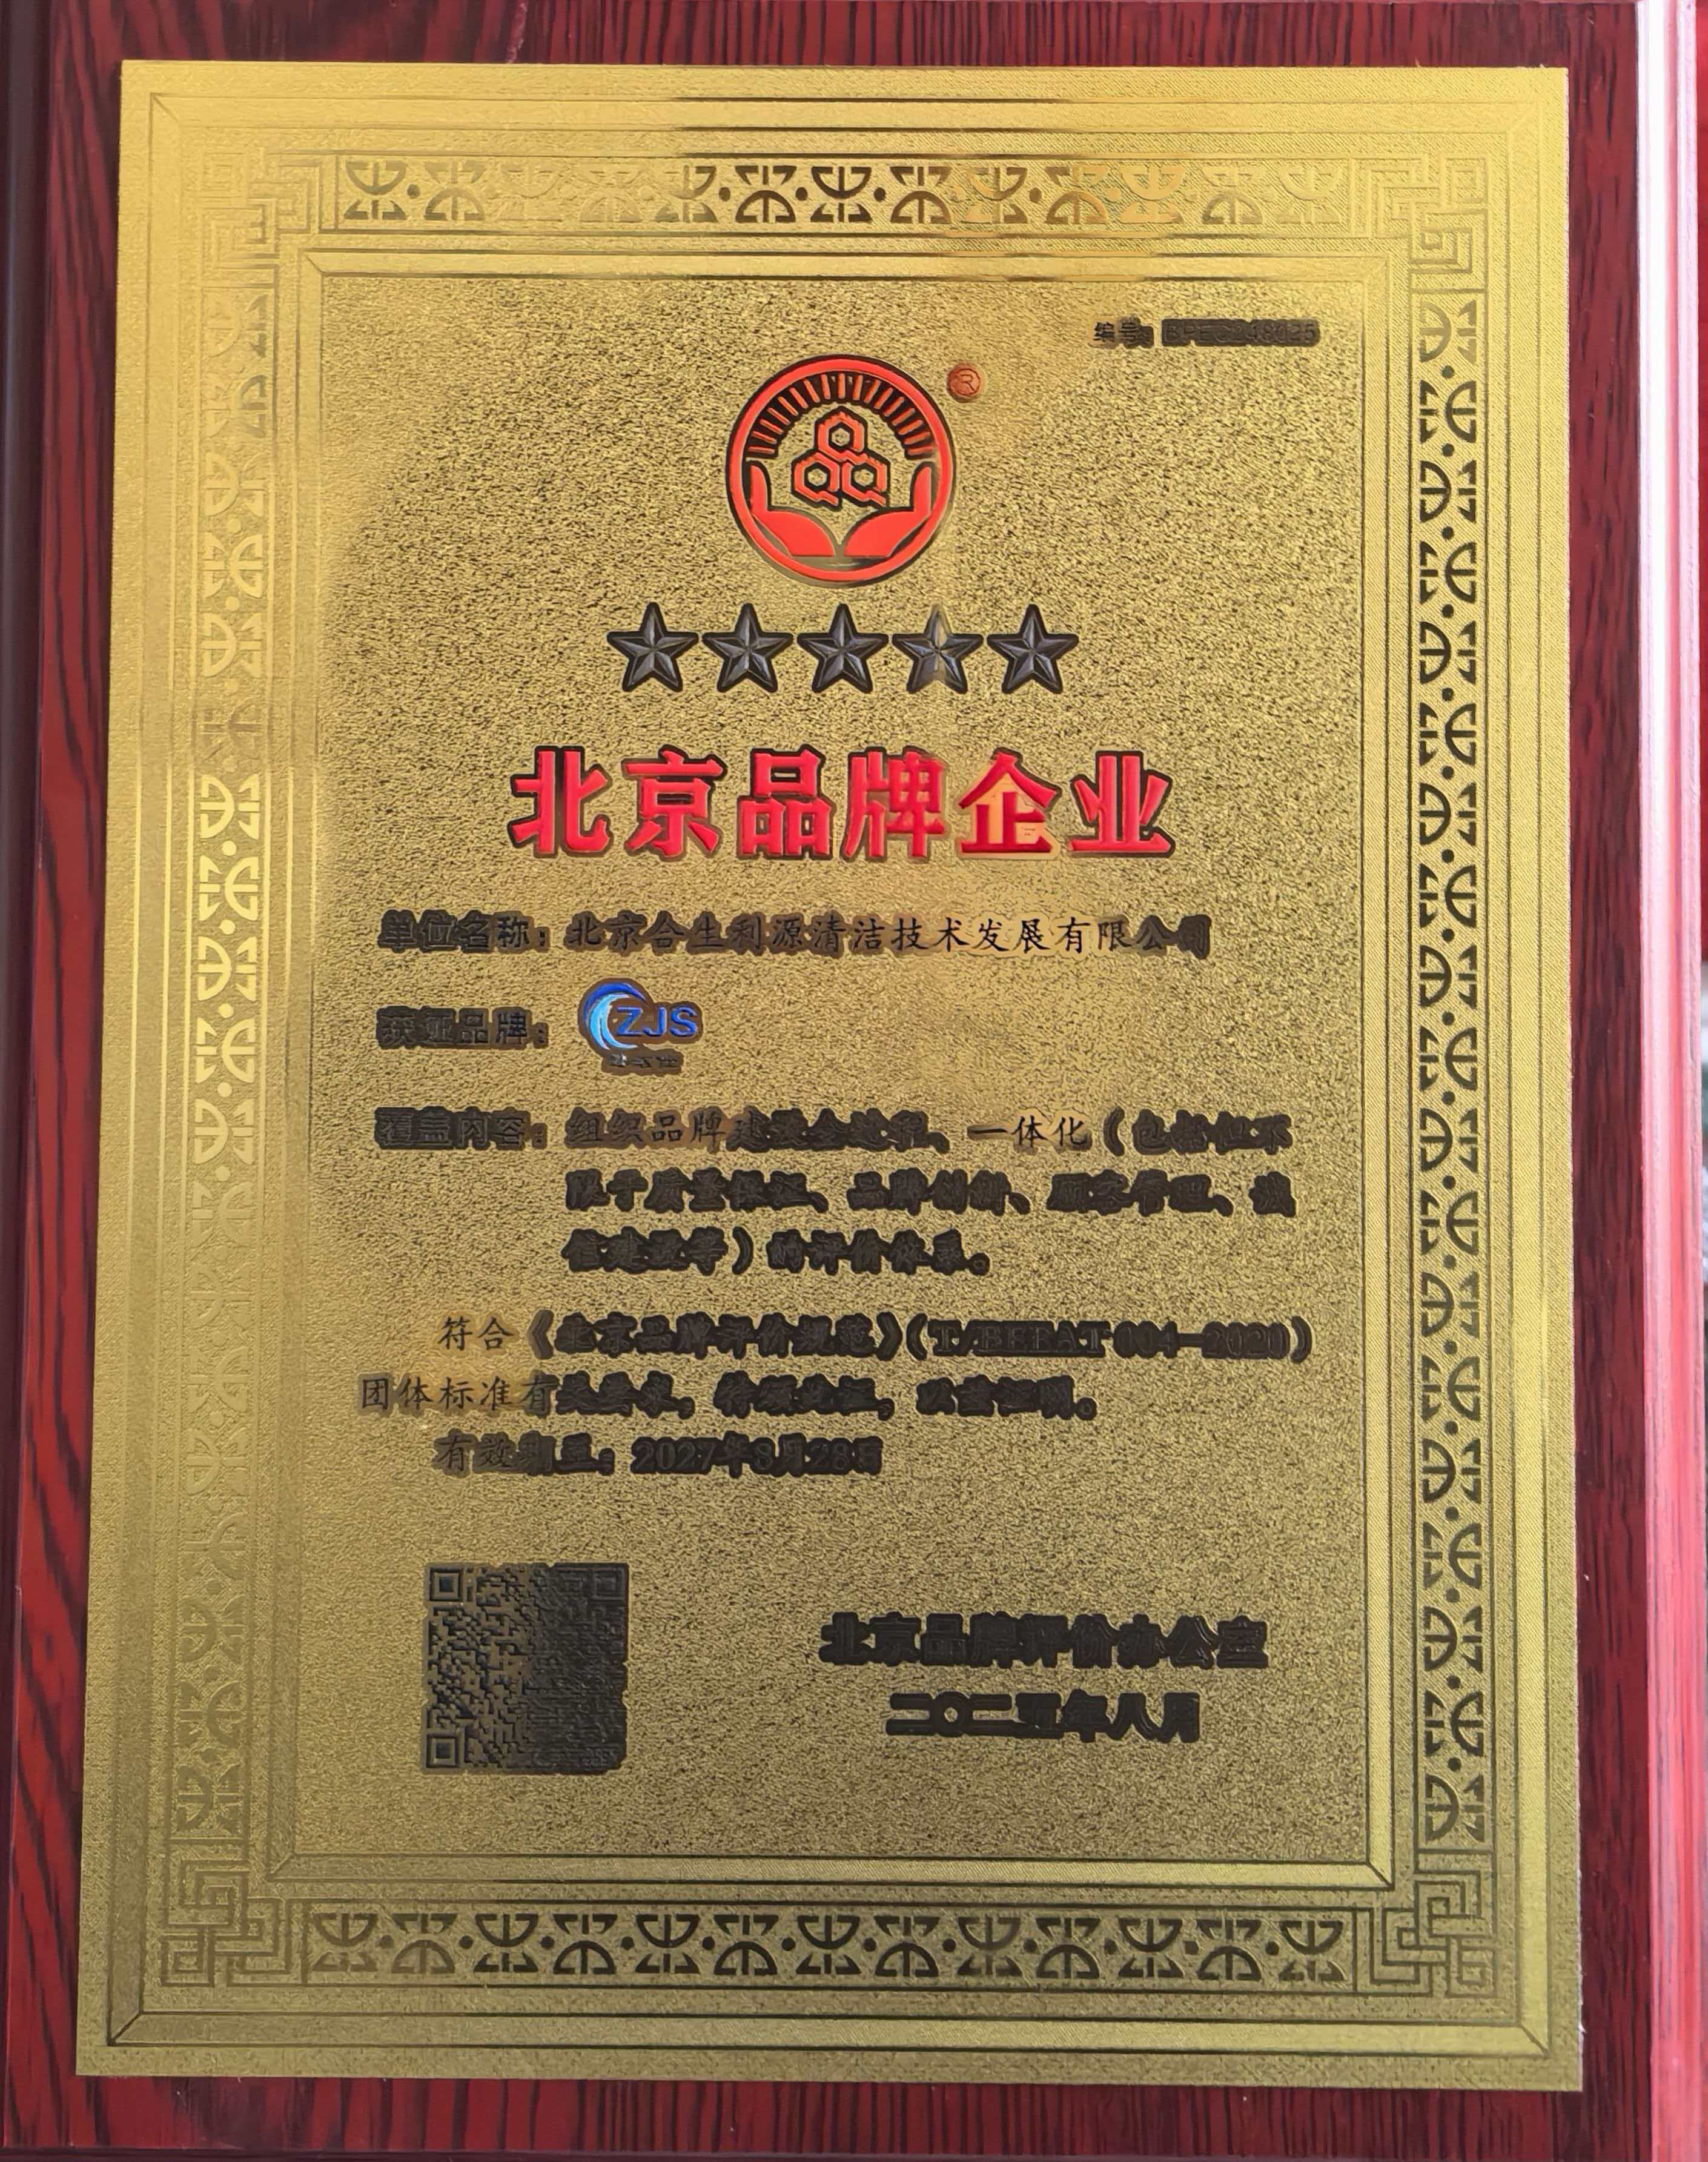 编号:
®
北京品牌企业
单位名称：北京合生利源清洁技术发展有限公司
获证品牌：
ZJS
覆盖内容：组织品牌建设全过程、一体化（包括但不
限于质量保证、品牌创新、顾客管理、诚
信建设等）的评价体系。
符合《北京品牌评价规范》（T/BEBAT 004—2020）
团体标准有关要求，特颁此证，以资证明。
有效期至：2027年8月28日
北京品牌评价办公室
二〇二五年八月